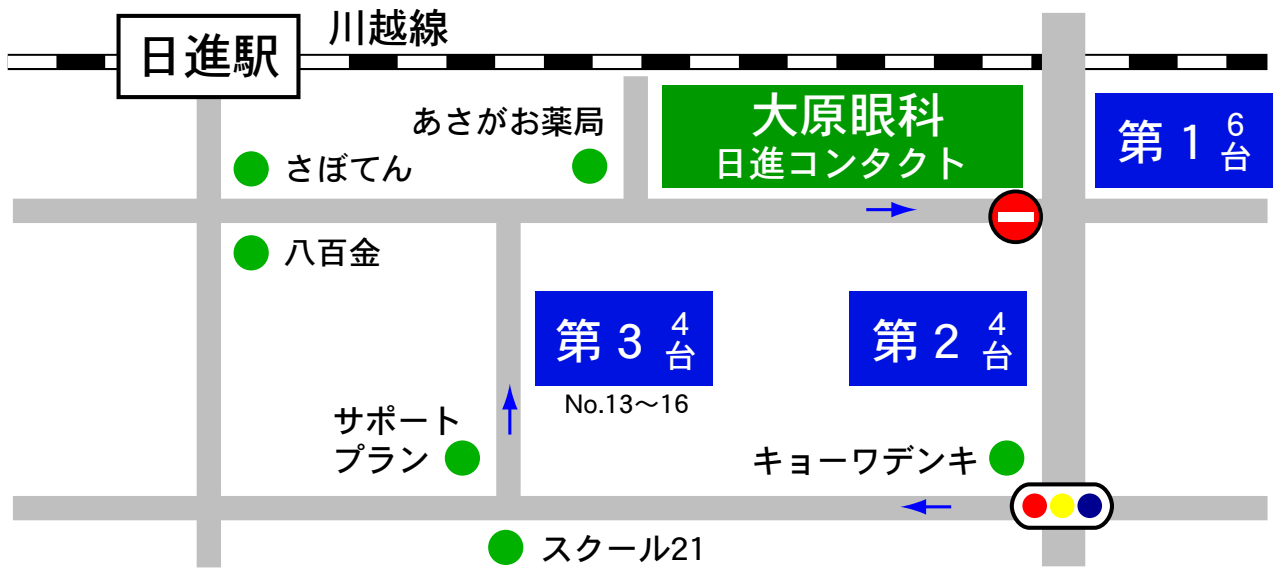 川越線
日進駅
大原眼科
日進コンタクト
第1 6台
あさがお薬局
さぼてん
八百金
第3 4台
No.13〜16
第2 4台
サポート
プラン
キョーワデンキ
スクール21